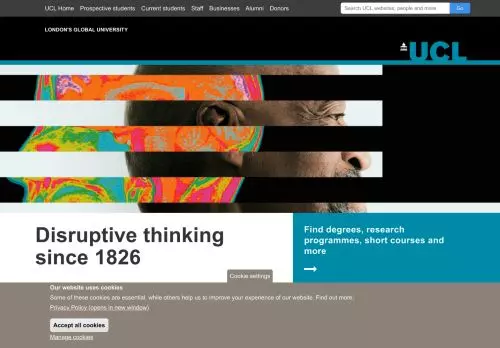 UCL Home Prospective students Current students Staff Businesses Alumni Donors Search UCL websites, people and more Go
LONDON'S GLOBAL UNIVERSITY
UCL
Disruptive thinking
since 1826
Find degrees, research
programmes, short courses and
more
Cookie settings
Our website uses cookies
Some of these cookies are essential, while others help us to improve your experience of our website. Find out more.
Privacy Policy (opens in new window)
Accept all cookies
Manage cookies